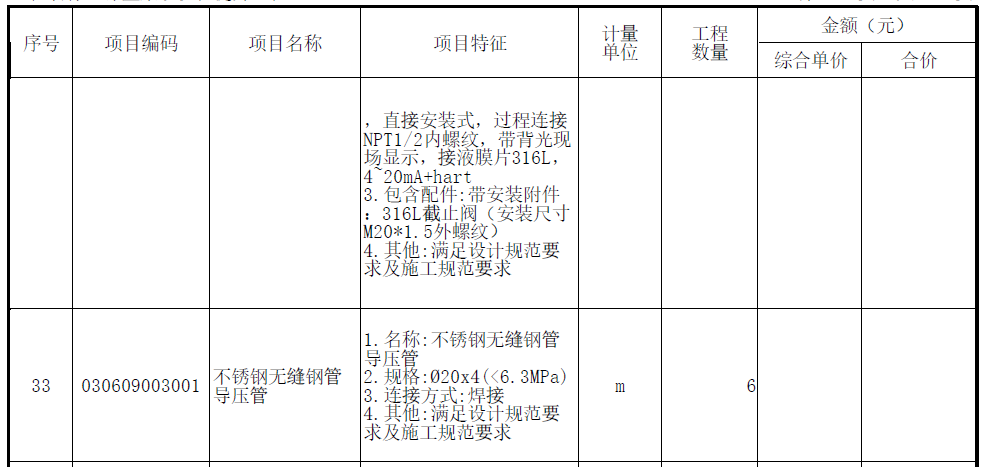 序号
项目编码
项目名称
项目特征
计量
单位
工程
数量
金额（元）
综合单价
合价
，直接安装式，过程连接
NPT1/2内螺纹，带背光现
场显示，接液膜片316L，
4~20mA+hart
3.包含配件:带安装附件
：316L截止阀（安装尺寸
M20*1.5外螺纹）
4.其他:满足设计规范要
求及施工规范要求
33
030609003001
不锈钢无缝钢管
导压管
1.名称:不锈钢无缝钢管
导压管
2.规格:Ø20x4(<6.3MPa)
3.连接方式:焊接
4.其他:满足设计规范要
求及施工规范要求
m
6